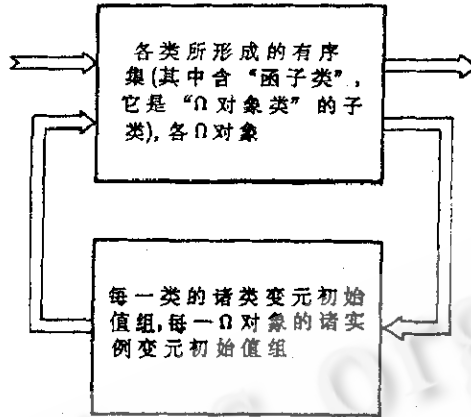 各类所形成的有序
集(其中含“函子类”,
它是“Ω对象类”的子
类),各Ω对象
每一类的诸类变元初始
值组,每一Ω对象的诸实
例变元初始值组